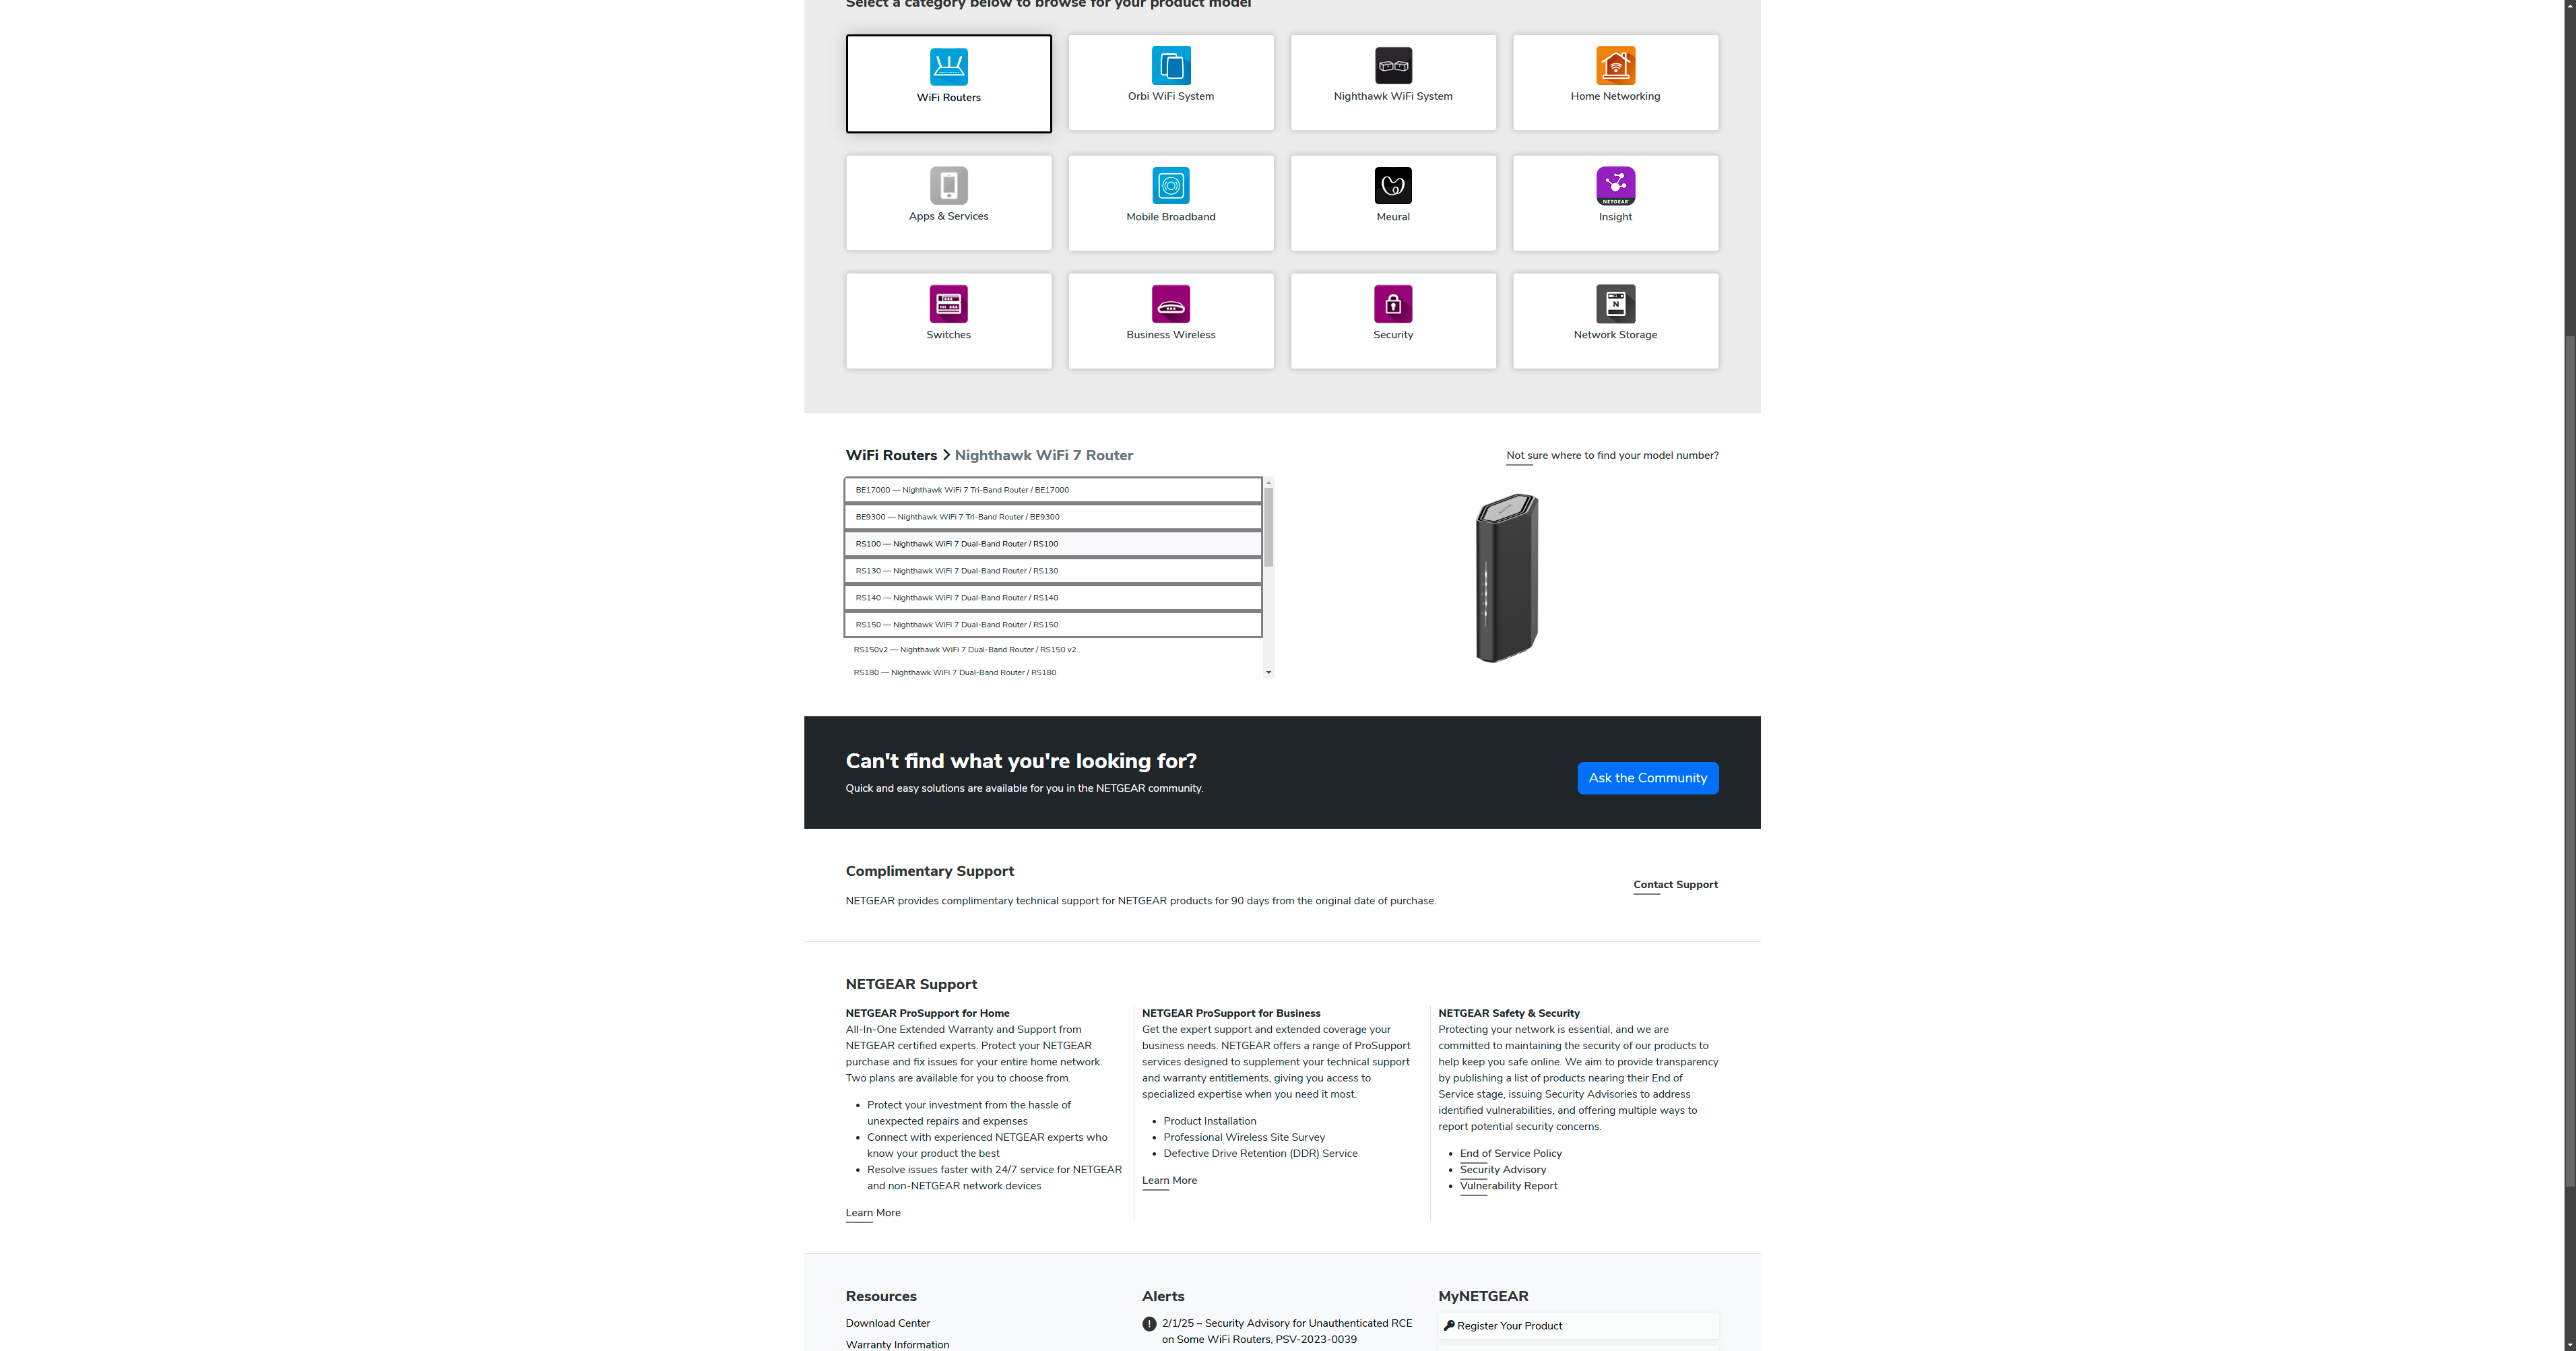 Select a category below to browse for your product model
WiFi Routers
Orbi WiFi System
Nighthawk WiFi System
Home Networking
Apps & Services
Mobile Broadband
Meural
NETGEAR
Insight
Switches
Business Wireless
Security
N
Network Storage
WiFi Routers > Nighthawk WiFi 7 Router
Not sure where to find your model number?
BE17000 — Nighthawk WiFi 7 Tri-Band Router / BE17000
BE9300 — Nighthawk WiFi 7 Tri-Band Router / BE9300
RS100 — Nighthawk WiFi 7 Dual-Band Router / RS100
RS130 — Nighthawk WiFi 7 Dual-Band Router / RS130
RS140 — Nighthawk WiFi 7 Dual-Band Router / RS140
RS150 — Nighthawk WiFi 7 Dual-Band Router / RS150
RS150v2 — Nighthawk WiFi 7 Dual-Band Router / RS150 v2
RS180 — Nighthawk WiFi 7 Dual-Band Router / RS180
Can't find what you're looking for?
Quick and easy solutions are available for you in the NETGEAR community.
Ask the Community
Complimentary Support
NETGEAR provides complimentary technical support for NETGEAR products for 90 days from the original date of purchase.
Contact Support
NETGEAR Support
NETGEAR ProSupport for Home
All-In-One Extended Warranty and Support from
NETGEAR certified experts. Protect your NETGEAR
purchase and fix issues for your entire home network.
Two plans are available for you to choose from.
• Protect your investment from the hassle of
unexpected repairs and expenses
• Connect with experienced NETGEAR experts who
know your product the best
• Resolve issues faster with 24/7 service for NETGEAR
and non-NETGEAR network devices
Learn More
NETGEAR ProSupport for Business
Get the expert support and extended coverage your
business needs. NETGEAR offers a range of ProSupport
services designed to supplement your technical support
and warranty entitlements, giving you access to
specialized expertise when you need it most.
• Product Installation
• Professional Wireless Site Survey
• Defective Drive Retention (DDR) Service
Learn More
NETGEAR Safety & Security
Protecting your network is essential, and we are
committed to maintaining the security of our products to
help keep you safe online. We aim to provide transparency
by publishing a list of products nearing their End of
Service stage, issuing Security Advisories to address
identified vulnerabilities, and offering multiple ways to
report potential security concerns.
• End of Service Policy
• Security Advisory
• Vulnerability Report
Resources
Download Center
Warranty Information
Alerts
2/1/25 – Security Advisory for Unauthenticated RCE
on Some WiFi Routers, PSV-2023-0039
MyNETGEAR
Register Your Product